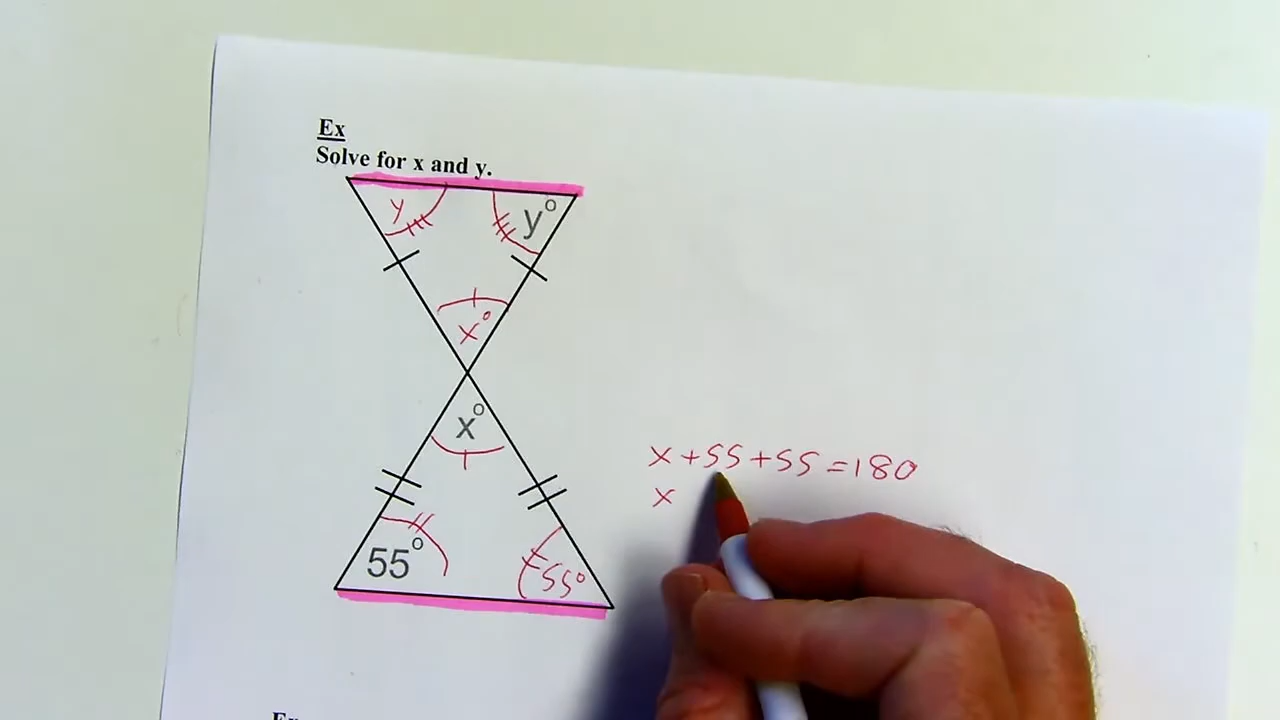 Ex
Solve for x and y.
y y°
x°
x°
x + 55 + 55 = 180
x
55° 55°